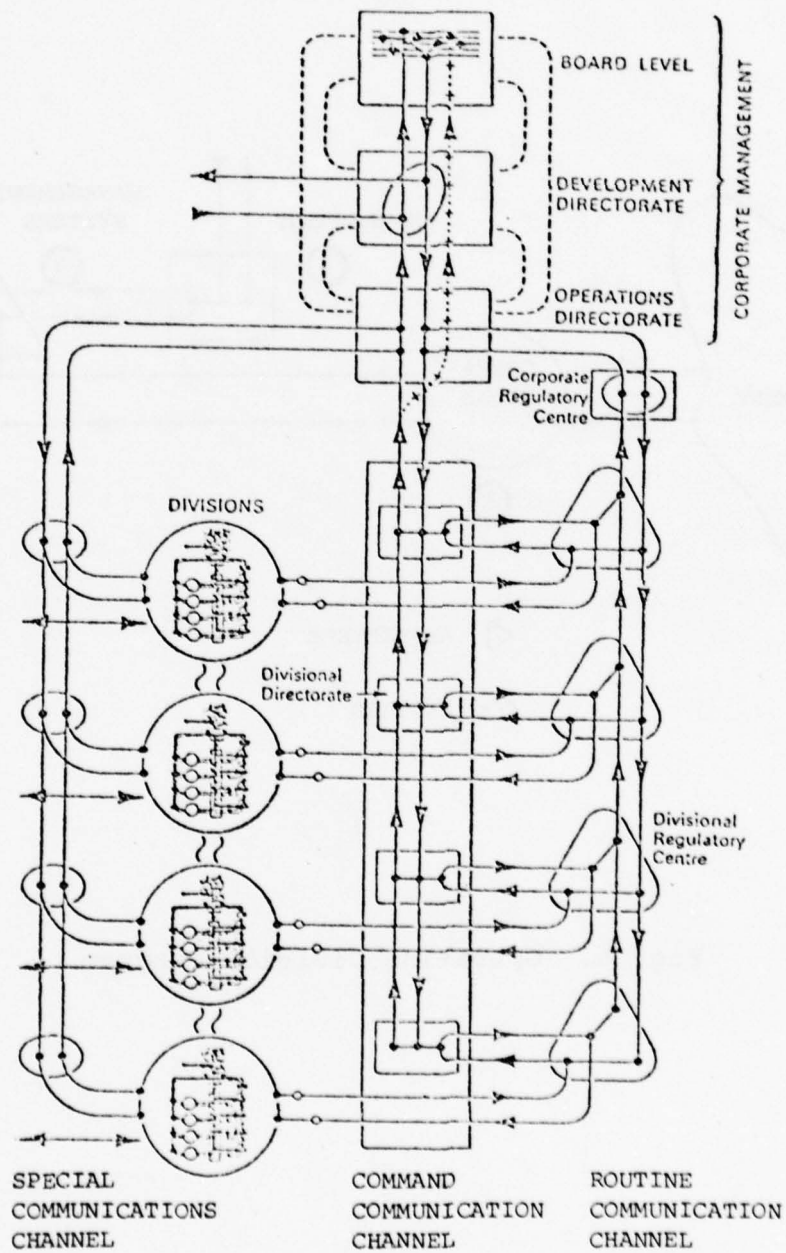 BOARD LEVEL
DEVELOPMENT
DIRECTORATE
CORPORATE MANAGEMENT
OPERATIONS
DIRECTORATE
Corporate
Regulatory
Centre
DIVISIONS
Divisional
Directorate
Divisional
Regulatory
Centre
SPECIAL
COMMUNICATIONS
CHANNEL
COMMAND
COMMUNICATION
CHANNEL
ROUTINE
COMMUNICATION
CHANNEL